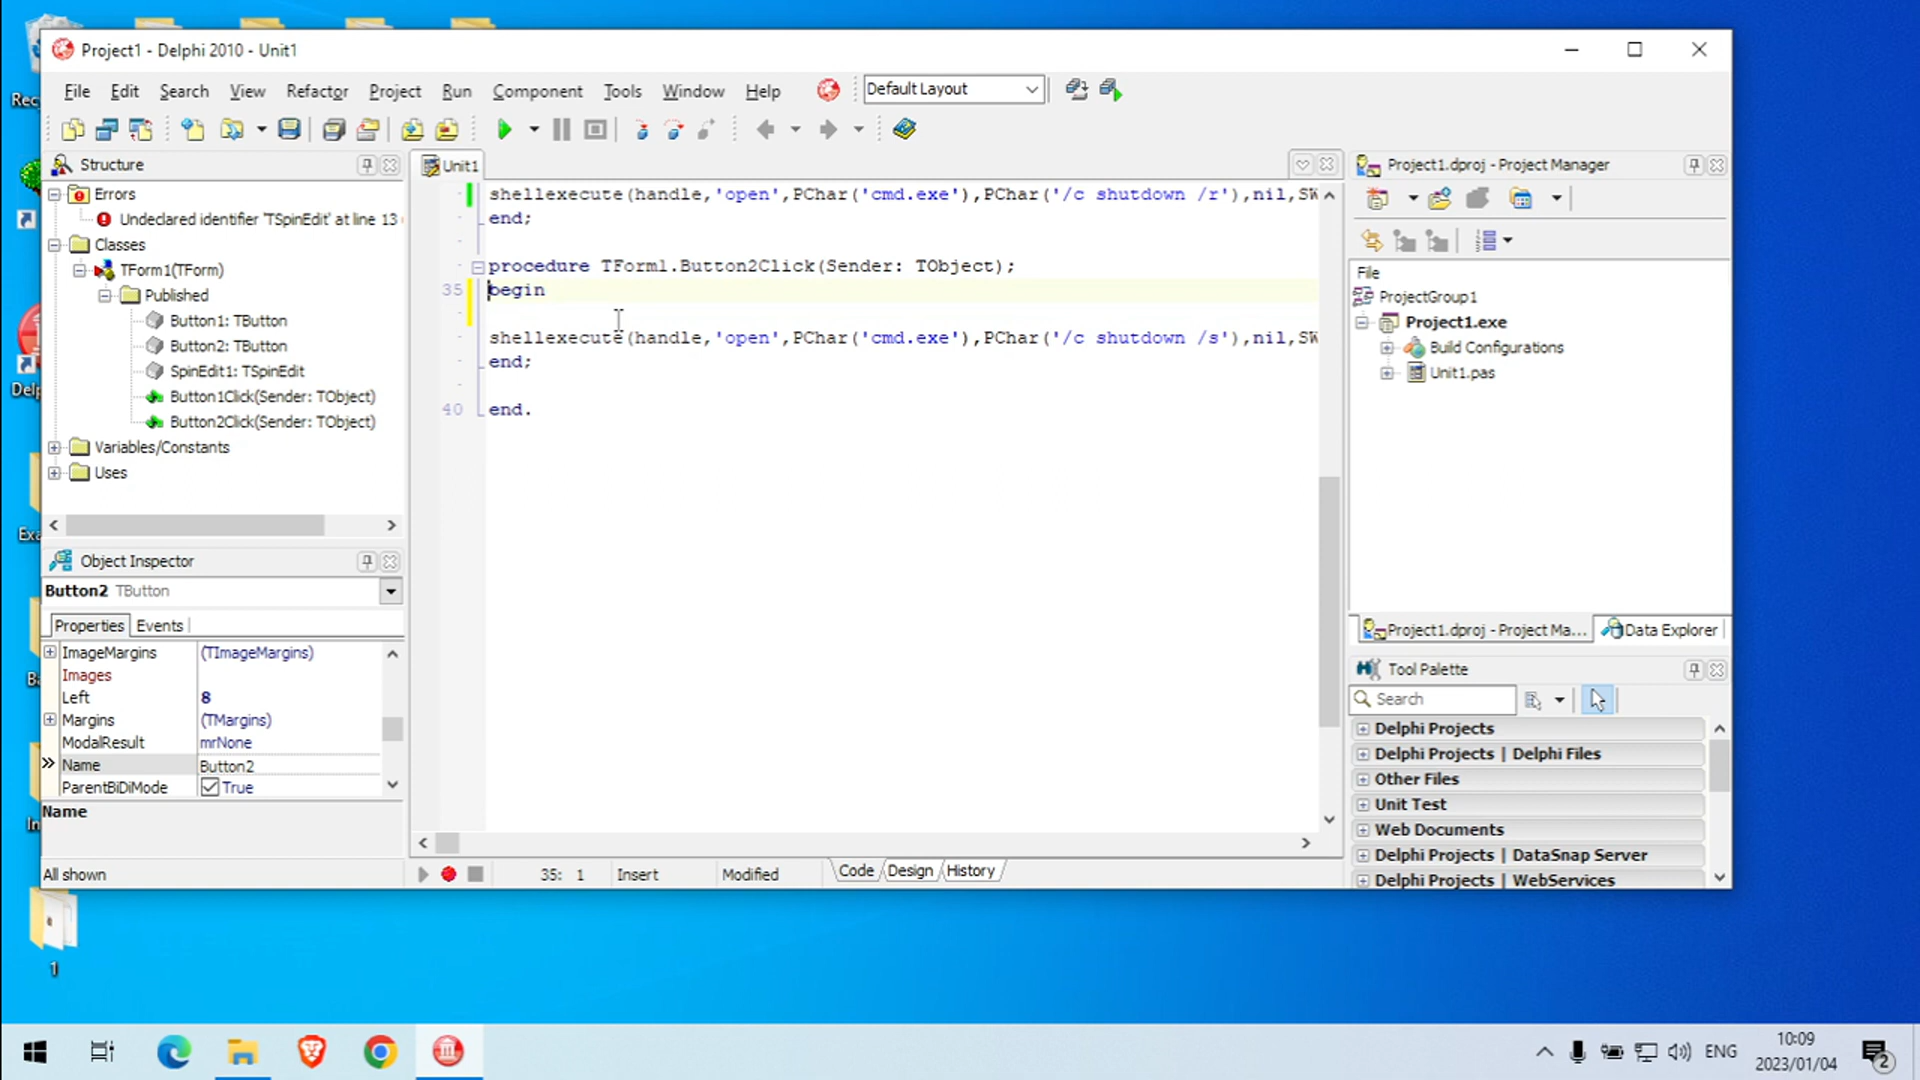 Project1 - Delphi 2010 - Unit1
File Edit Search View Refactor Project Run Component Tools Window Help
Default Layout
Structure
Errors
Undeclared identifier 'TSpinEdit' at line 13
Classes
TForm1(TForm)
Published
Button1: TButton
Button2: TButton
SpinEdit1: TSpinEdit
Button1Click(Sender: TObject)
Button2Click(Sender: TObject)
Variables/Constants
Uses
Object Inspector
Button2 TButton
Properties Events
ImageMargins (TImageMargins)
Images
Left 8
Margins (TMargins)
ModalResult mrNone
Name Button2
ParentBiDiMode True
Name
All shown
Unit1
shellexecute(handle,'open',PChar('cmd.exe'),PChar('/c shutdown /r'),nil,SW
end;
procedure TForm1.Button2Click(Sender: TObject);
35 begin
shellexecute(handle,'open',PChar('cmd.exe'),PChar('/c shutdown /s'),nil,SW
end;
40 end.
35: 1 Insert Modified Code Design History
Project1.dproj - Project Manager
File
ProjectGroup1
Project1.exe
Build Configurations
Unit1.pas
Project1.dproj - Project Ma... Data Explorer
Tool Palette
Search
Delphi Projects
Delphi Projects | Delphi Files
Other Files
Unit Test
Web Documents
Delphi Projects | DataSnap Server
Delphi Projects | WebServices
Rec
Del
Exa
Ba
In
1
ENG
10:09
2023/01/04
2